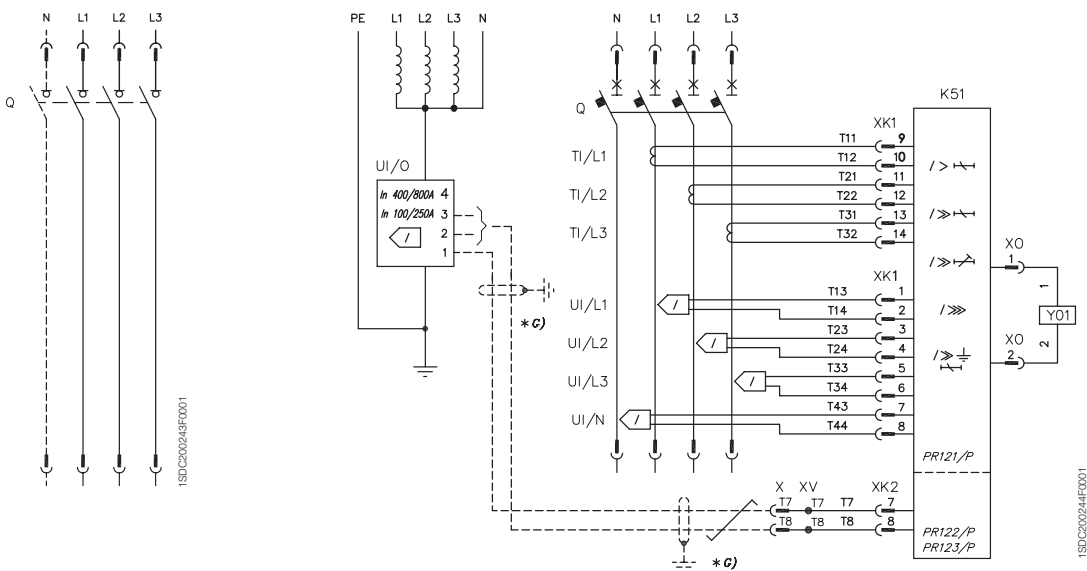 N L1 L2 L3
Q
1SDC200243F0001
PE L1 L2 L3 N
UI/O
In 400/800A 4
In 100/250A 3
/ 2
1
*G)
N L1 L2 L3
Q
K51
XK1
TI/L1 T11 9
T12 10
TI/L2 T21 11
T22 12
TI/L3 T31 13
T32 14
XK1
UI/L1 / T13 1
T14 2
UI/L2 / T23 3
T24 4
UI/L3 / T33 5
T34 6
UI/N / T43 7
T44 8
I >
I >>
I >>
I >>>
I >>
PR121/P
X0
1
1
Y01
2
X0
2
X XV XK2
T7 T7 T7 7
T8 T8 T8 8
PR122/P
PR123/P
*G)
1SDC200244F0001